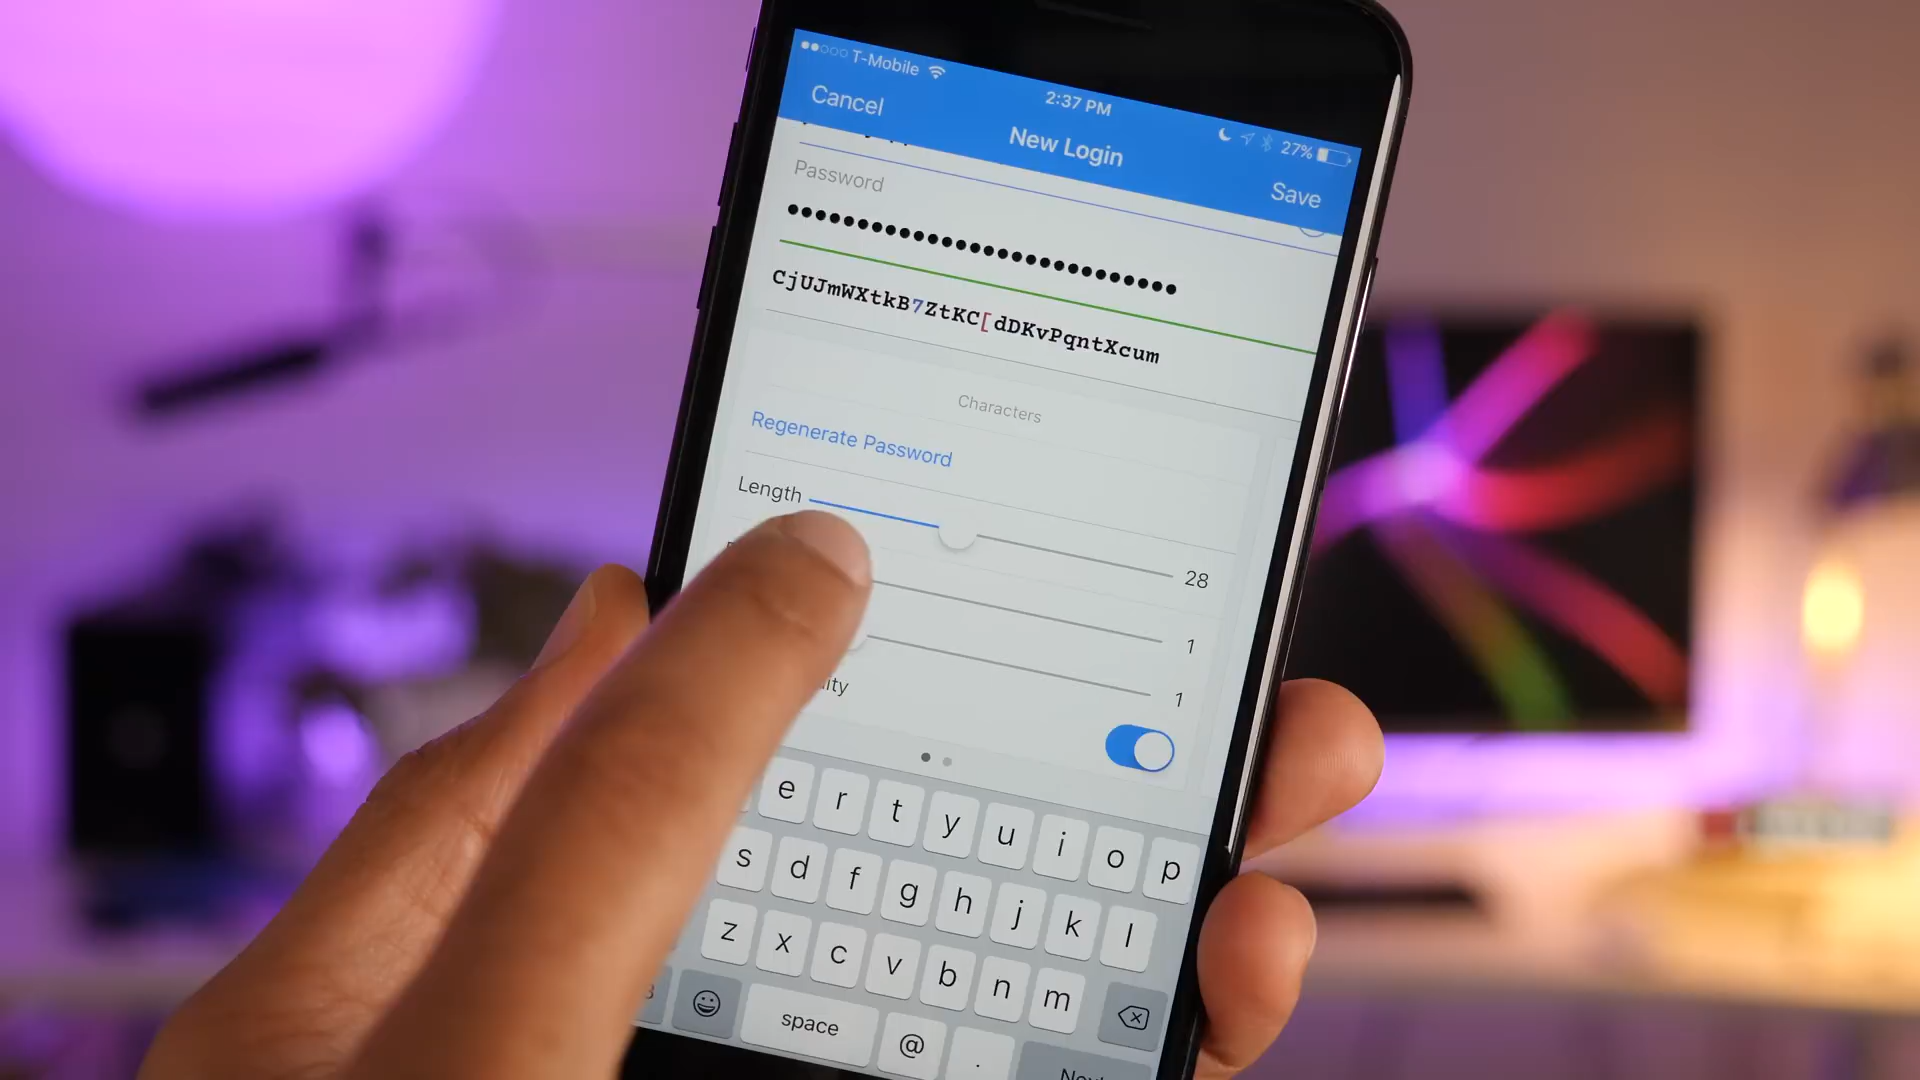 T-Mobile
2:37 PM
27%
Cancel
New Login
Save
Password
CjUJmWXtkB7ZtKC[dDKvPqntXcum
Characters
Regenerate Password
Length
28
1
1
e r t y u i o p
s d f g h j k l
z x c v b n m
space @ .